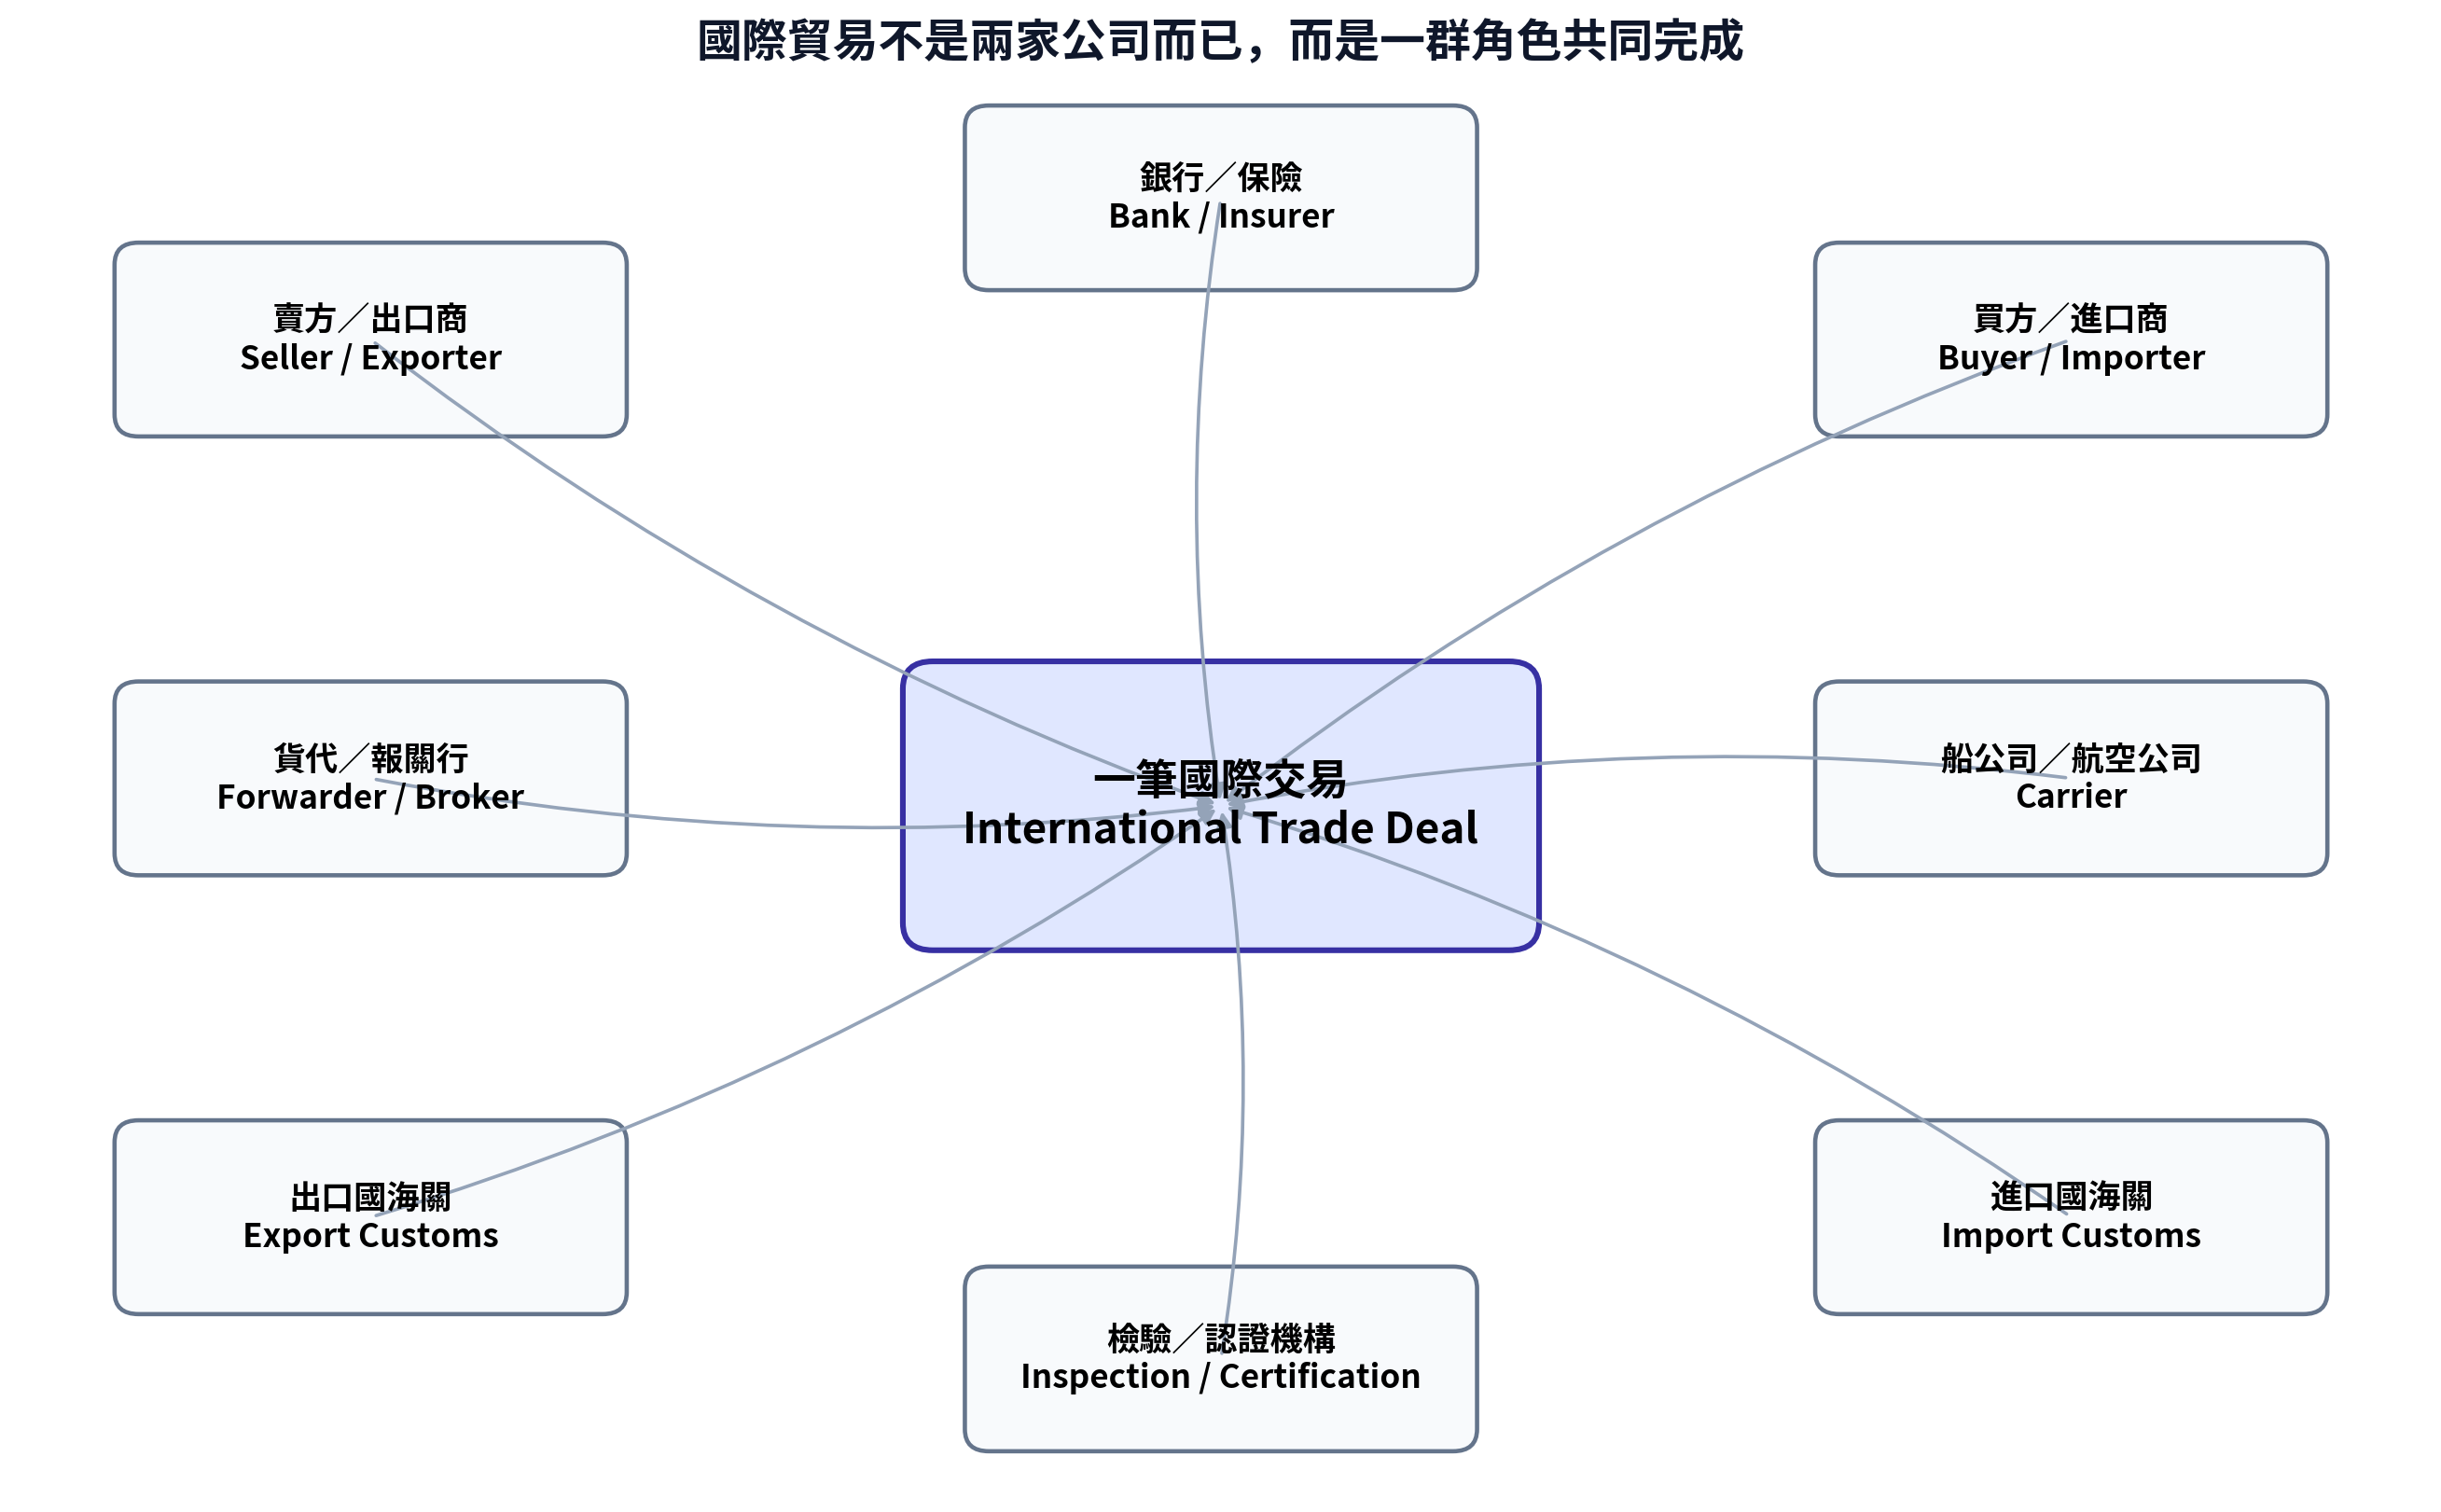 國際貿易不是兩家公司而已，而是一群角色共同完成
銀行／保險
Bank / Insurer
賣方／出口商
Seller / Exporter
買方／進口商
Buyer / Importer
貨代／報關行
Forwarder / Broker
一筆國際交易
International Trade Deal
船公司／航空公司
Carrier
出口國海關
Export Customs
進口國海關
Import Customs
檢驗／認證機構
Inspection / Certification